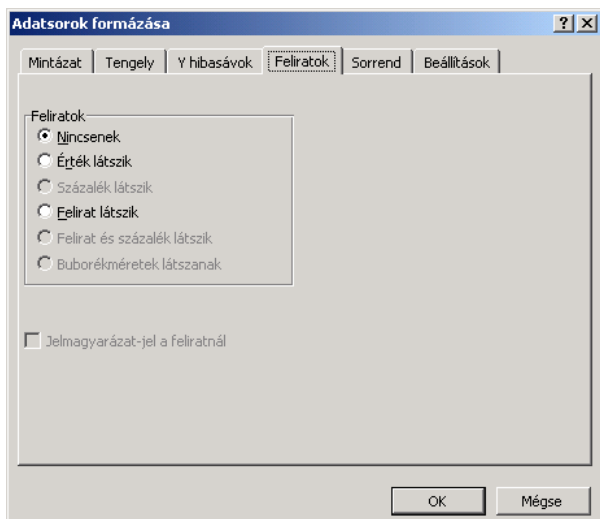 Adatsorok formázása
Mintázat Tengely Y hibasávok Feliratok Sorrend Beállítások
Feliratok
Nincsenek
Érték látszik
Százalék látszik
Felirat látszik
Felirat és százalék látszik
Buborékméretek látszanak
Jelmagyarázat-jel a feliratnál
OK Mégse